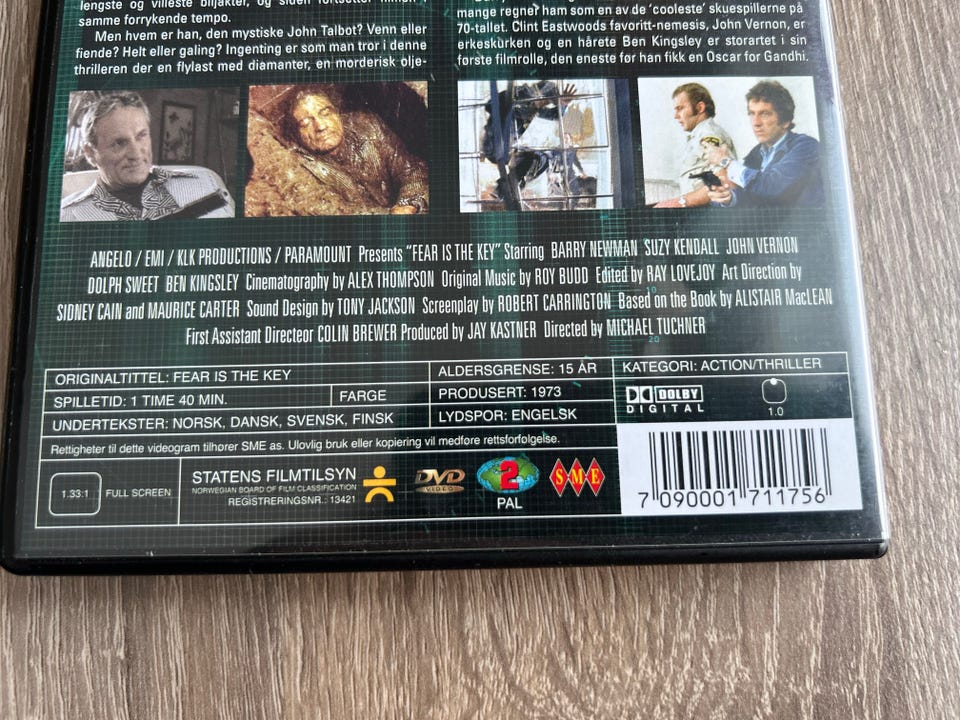 lengste og villeste biljakter, og siden fortsetter filmen i
samme forrykende tempo.
Men hvem er han, den mystiske John Talbot? Venn eller
fiende? Helt eller galing? Ingenting er som man tror i denne
thrilleren der en flylast med diamanter, en morderisk olje-
mange regner ham som en av de 'cooleste' skuespillerne på
70-tallet. Clint Eastwoods favoritt-nemesis, John Vernon, er
erkeskurken og en hårete Ben Kingsley er storartet i sin
første filmrolle, den eneste før han fikk en Oscar for Gandhi.
ANGELO / EMI / KLK PRODUCTIONS / PARAMOUNT Presents "FEAR IS THE KEY" Starring BARRY NEWMAN SUZY KENDALL JOHN VERNON
DOLPH SWEET BEN KINGSLEY Cinematography by ALEX THOMPSON Original Music by ROY BUDD Edited by RAY LOVEJOY Art Direction by
SIDNEY CAIN and MAURICE CARTER Sound Design by TONY JACKSON Screenplay by ROBERT CARRINGTON Based on the Book by ALISTAIR MacLEAN
First Assistant Directeor COLIN BREWER Produced by JAY KASTNER Directed by MICHAEL TUCHNER
ORIGINALTITTEL: FEAR IS THE KEY
ALDERSGRENSE: 15 ÅR
KATEGORI: ACTION/THRILLER
SPILLETID: 1 TIME 40 MIN.
FARGE
PRODUSERT: 1973
UNDERTEKSTER: NORSK, DANSK, SVENSK, FINSK
LYDSPOR: ENGELSK
DOLBY
DIGITAL
1.0
Rettigheter til dette videogram tilhører SME as. Ulovlig bruk eller kopiering vil medføre rettsforfølgelse.
1.33:1
FULL SCREEN
STATENS FILMTILSYN
NORWEGIAN BOARD OF FILM CLASSIFICATION
REGISTRERINGSNR.: 13421
DVD
VIDEO
2
PAL
SME
7 090001 711756